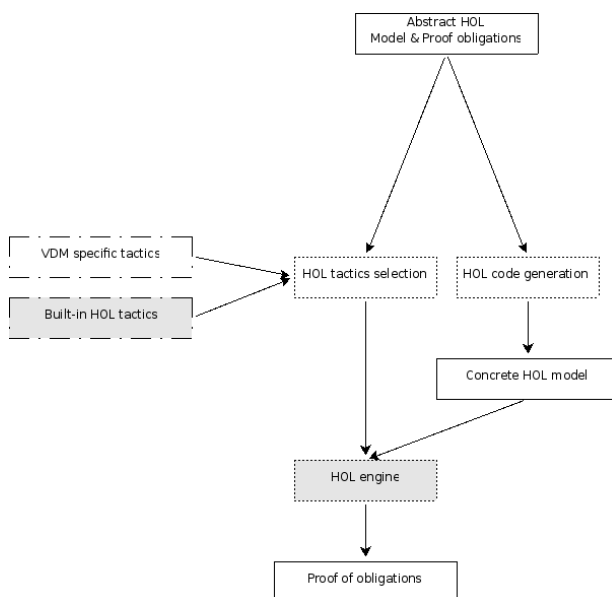 Abstract HOL
Model & Proof obligations
VDM specific tactics
HOL tactics selection
HOL code generation
Built-in HOL tactics
Concrete HOL model
HOL engine
Proof of obligations